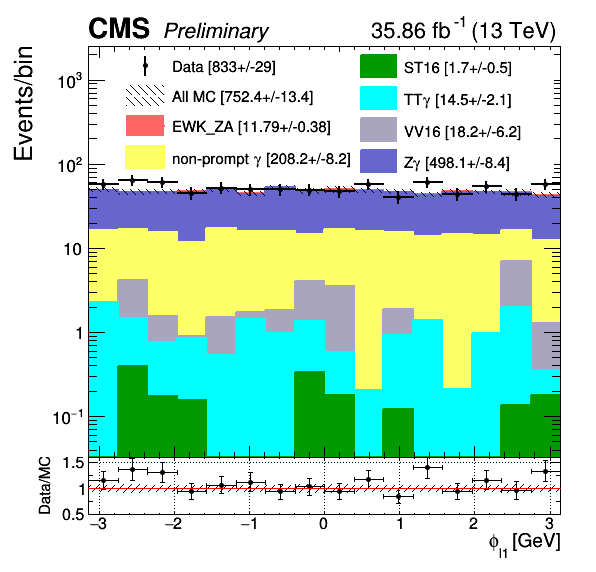 CMS Preliminary 35.86 fb⁻¹ (13 TeV)
Events/bin
Data [833+/-29]
All MC [752.4+/-13.4]
EWK_ZA [11.79+/-0.38]
non-prompt γ [208.2+/-8.2]
ST16 [1.7+/-0.5]
TTγ [14.5+/-2.1]
VV16 [18.2+/-6.2]
Zγ [498.1+/-8.4]
10³
10²
10
1
10⁻¹
Data/MC
1.5
1
0.5
−3 −2 −1 0 1 2 3
ϕ_l1 [GeV]